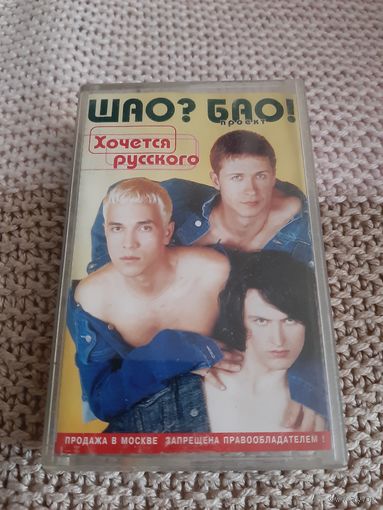 ШАО? БАО!
проект
Хочется
русского
ПРОДАЖА В МОСКВЕ ЗАПРЕЩЕНА ПРАВООБЛАДАТЕЛЕМ !